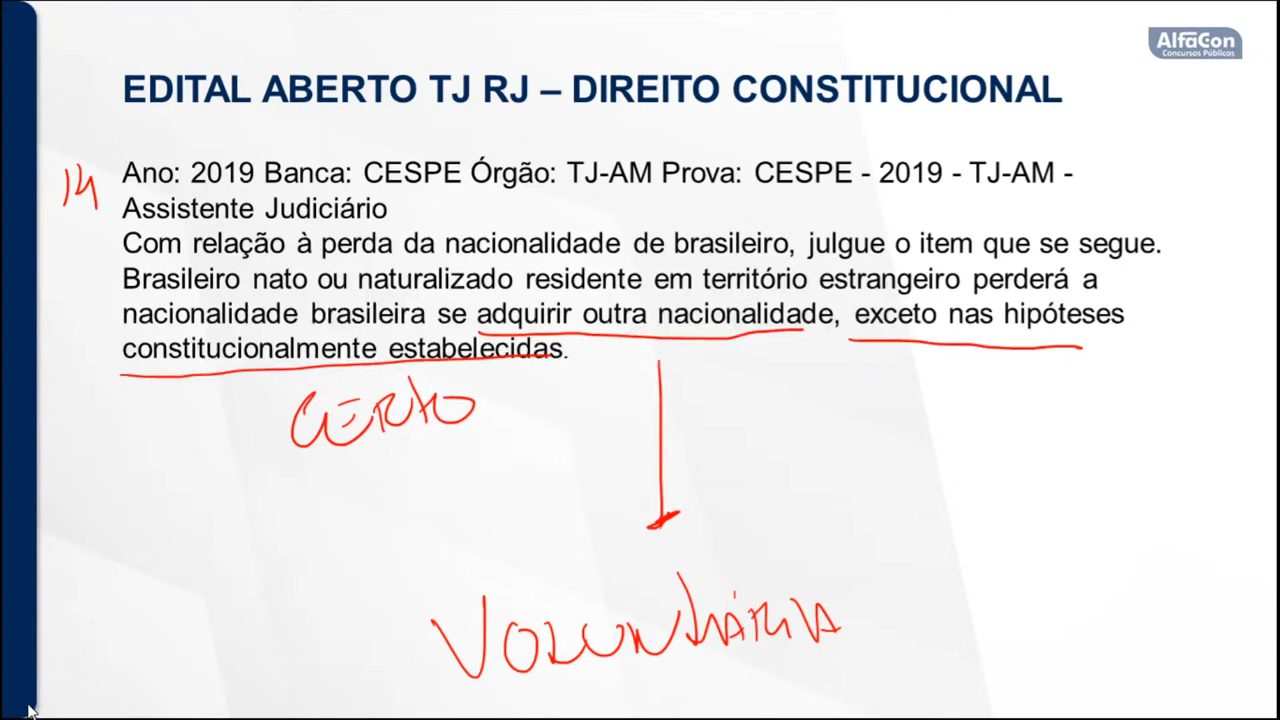 AlfaCon
Concursos Públicos
EDITAL ABERTO TJ RJ – DIREITO CONSTITUCIONAL
14
Ano: 2019 Banca: CESPE Órgão: TJ-AM Prova: CESPE - 2019 - TJ-AM -
Assistente Judiciário
Com relação à perda da nacionalidade de brasileiro, julgue o item que se segue.
Brasileiro nato ou naturalizado residente em território estrangeiro perderá a
nacionalidade brasileira se adquirir outra nacionalidade, exceto nas hipóteses
constitucionalmente estabelecidas.
CERTO
VOLUNTÁRIA